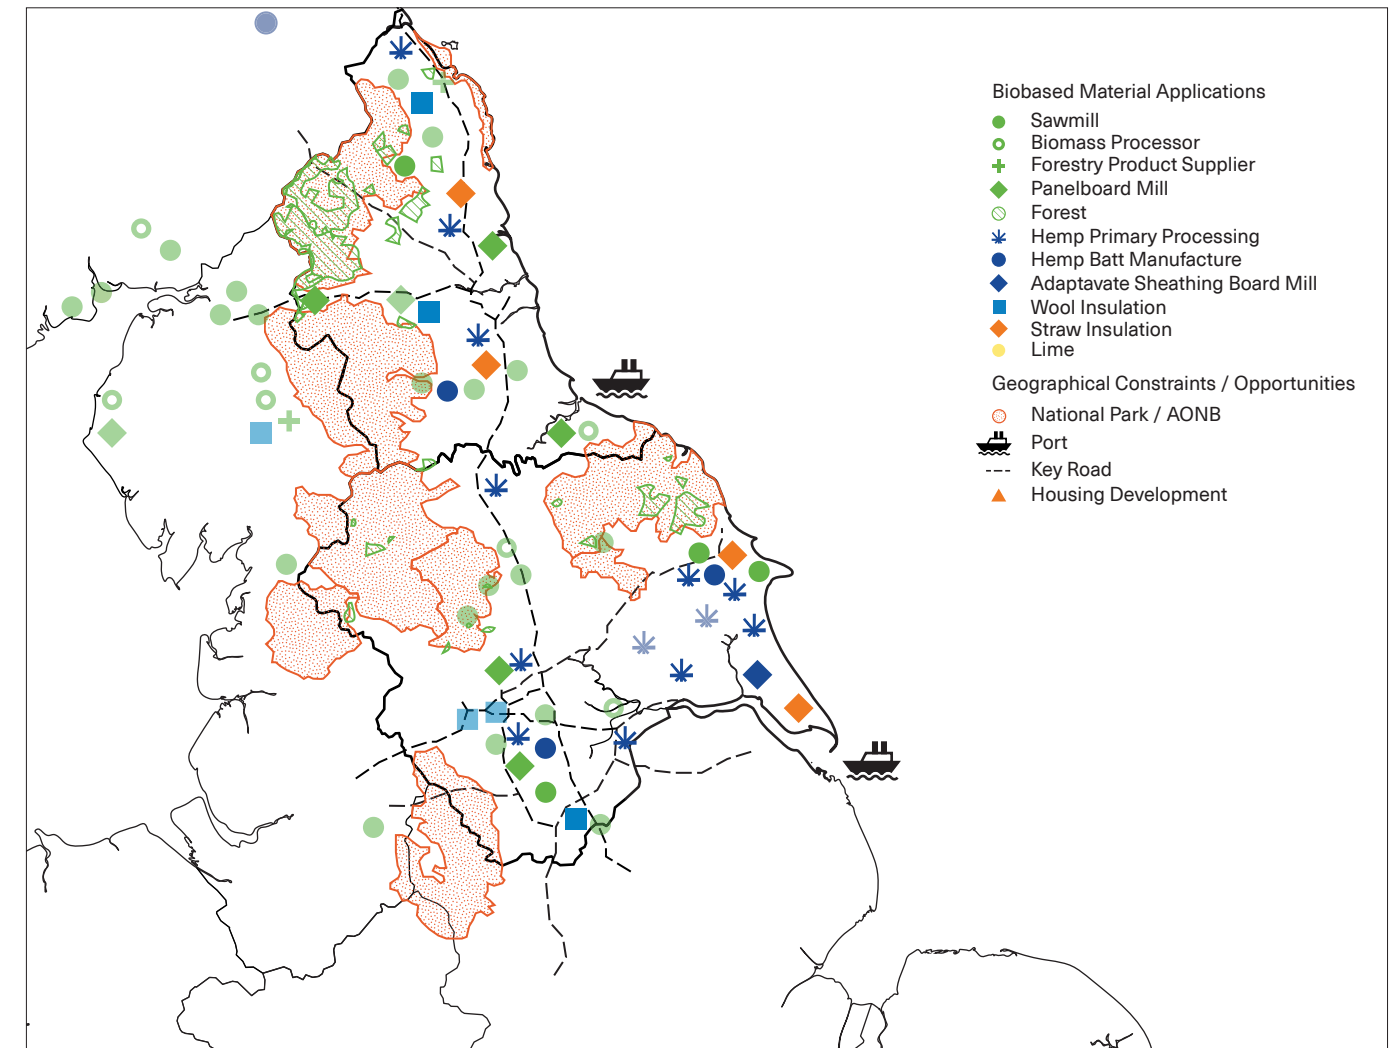 Biobased Material Applications
Sawmill
Biomass Processor
Forestry Product Supplier
Panelboard Mill
Forest
Hemp Primary Processing
Hemp Batt Manufacture
Adaptavate Sheathing Board Mill
Wool Insulation
Straw Insulation
Lime
Geographical Constraints / Opportunities
National Park / AONB
Port
Key Road
Housing Development